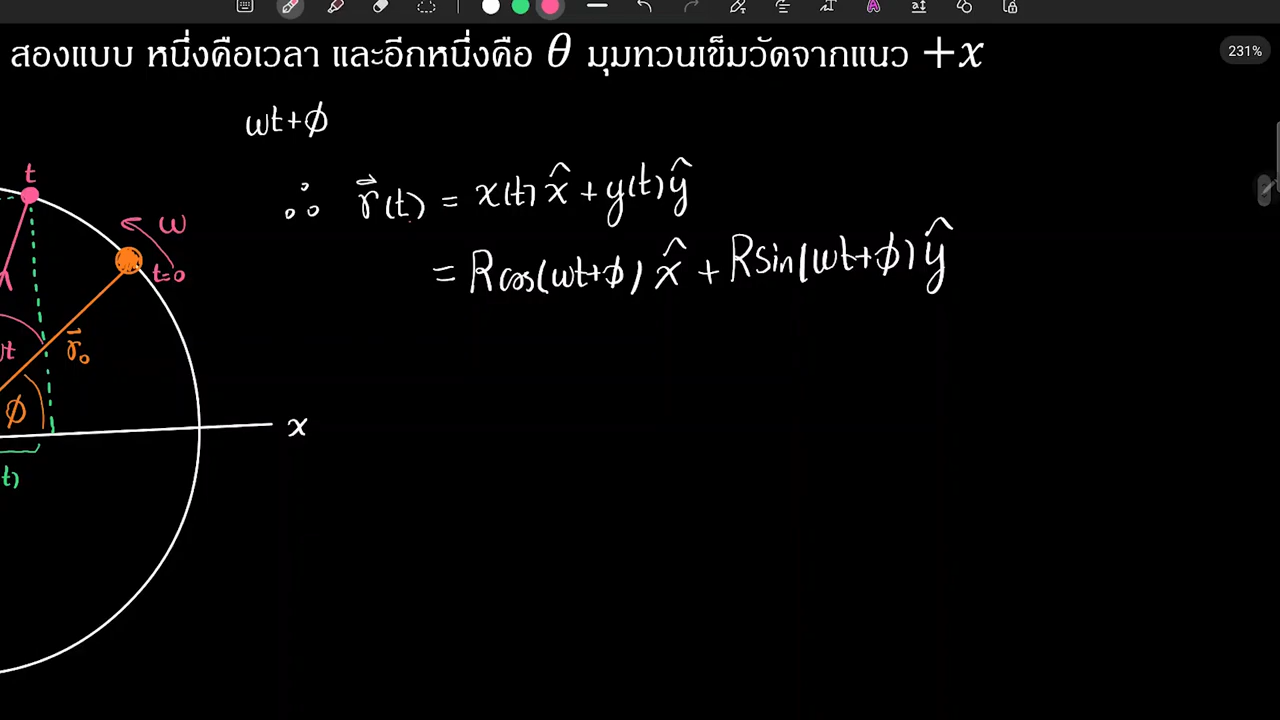 231%
สองแบบ หนึ่งคือเวลา และอีกหนึ่งคือ θ มุมทวนเข็มวัดจากแนว +x
ωt+ϕ
t
∴ r⃗(t) = x(t)x̂ + y(t)ŷ
ω
t=0
= Rcos(ωt+ϕ) x̂ + Rsin(ωt+ϕ) ŷ
r⃗₀
ωt
ϕ
x
t)